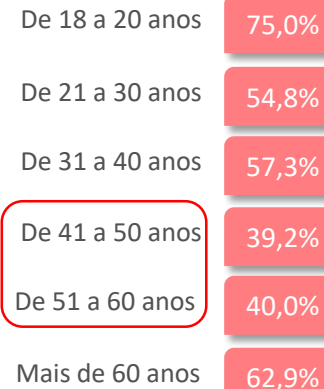 De 18 a 20 anos 75,0%
De 21 a 30 anos 54,8%
De 31 a 40 anos 57,3%
De 41 a 50 anos 39,2%
De 51 a 60 anos 40,0%
Mais de 60 anos 62,9%